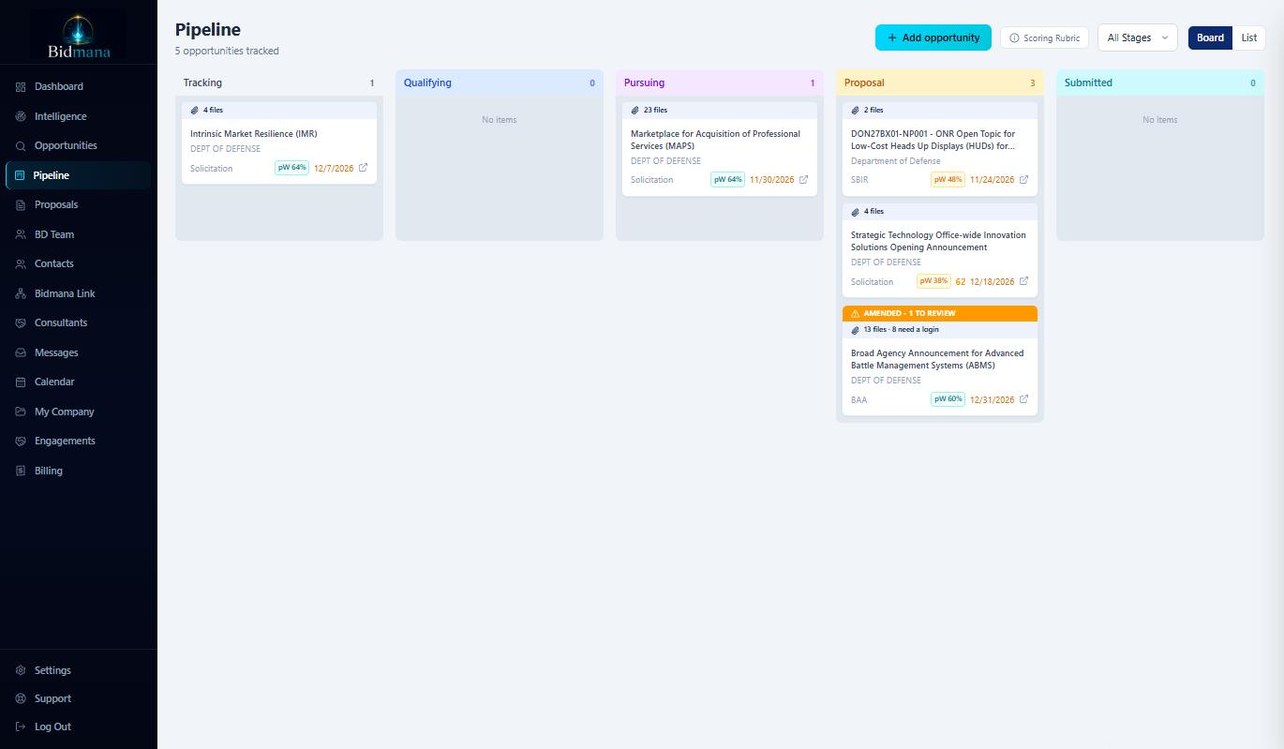 Bidmana
Dashboard
Intelligence
Opportunities
Pipeline
Proposals
BD Team
Contacts
Bidmana Link
Consultants
Messages
Calendar
My Company
Engagements
Billing
Settings
Support
Log Out
Pipeline
5 opportunities tracked
+ Add opportunity
Scoring Rubric
All Stages
Board
List
Tracking 1
4 files
Intrinsic Market Resilience (IMR)
DEPT OF DEFENSE
Solicitation pW 64% 12/7/2026
Qualifying 0
No items
Pursuing 1
23 files
Marketplace for Acquisition of Professional
Services (MAPS)
DEPT OF DEFENSE
Solicitation pW 64% 11/30/2026
Proposal 3
2 files
DON27BX01-NP001 - ONR Open Topic for
Low-Cost Heads Up Displays (HUDs) for...
Department of Defense
SBIR pW 48% 11/24/2026
4 files
Strategic Technology Office-wide Innovation
Solutions Opening Announcement
DEPT OF DEFENSE
Solicitation pW 38% 62 12/18/2026
AMENDED - 1 TO REVIEW
13 files · 8 need a login
Broad Agency Announcement for Advanced
Battle Management Systems (ABMS)
DEPT OF DEFENSE
BAA pW 60% 12/31/2026
Submitted 0
No items